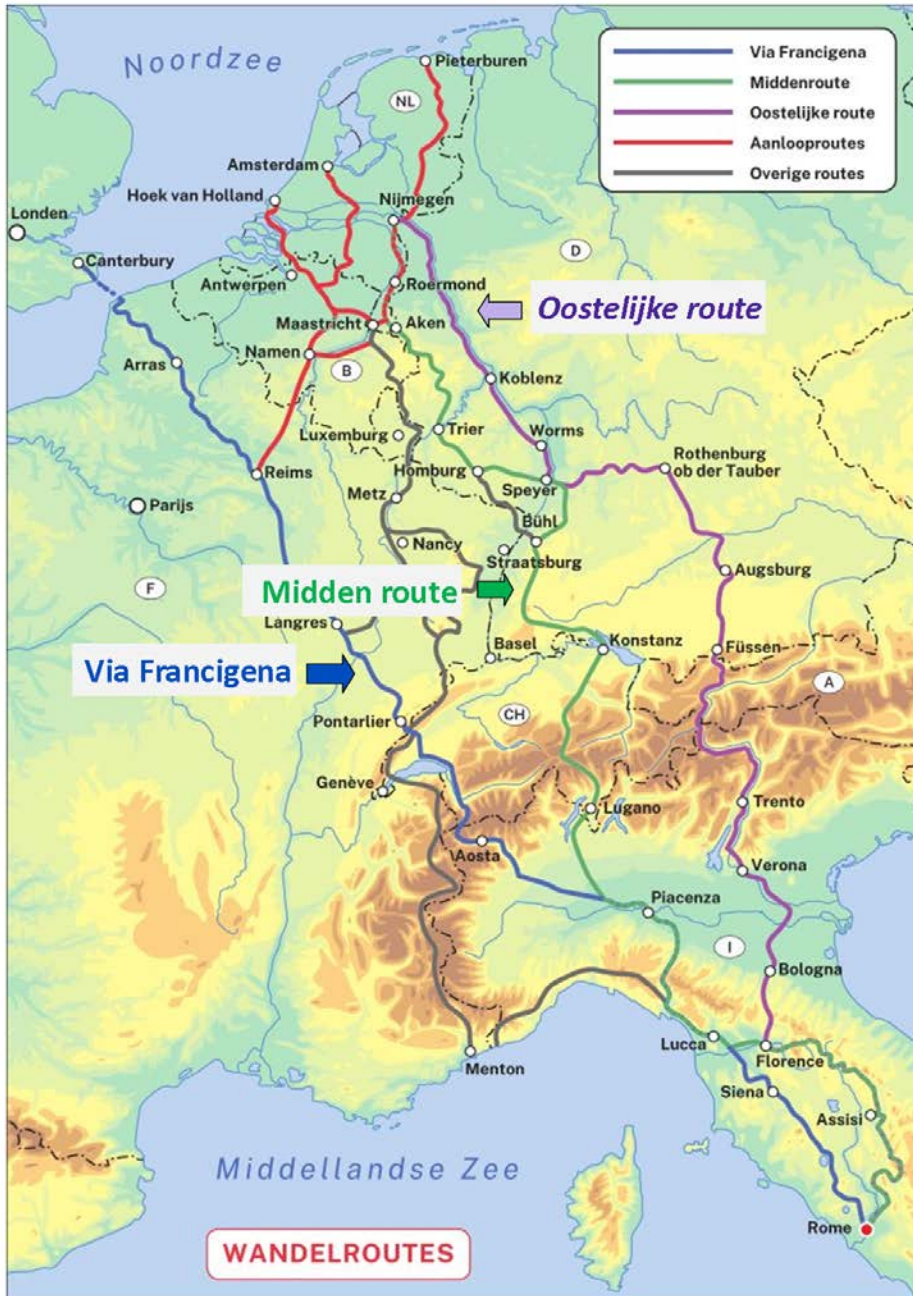 Noordzee
Pieterburen
NL
Via Francigena
Middenroute
Oostelijke route
Aanlooproutes
Overige routes
Amsterdam
Hoek van Holland
Nijmegen
Londen
Canterbury
D
Antwerpen
Roermond
Oostelijke route
Maastricht
Aken
Arras
Namen
B
Koblenz
Luxemburg
Trier
Worms
Rothenburg
ob der Tauber
Reims
Homburg
Speyer
Metz
Parijs
Bühl
Nancy
Straatsburg
Augsburg
F
Midden route
Langres
Basel
Konstanz
Füssen
Via Francigena
A
Pontarlier
CH
Genève
Lugano
Trento
Aosta
Verona
Piacenza
I
Bologna
Lucca
Florence
Menton
Siena
Assisi
Middellandse Zee
Rome
WANDELROUTES